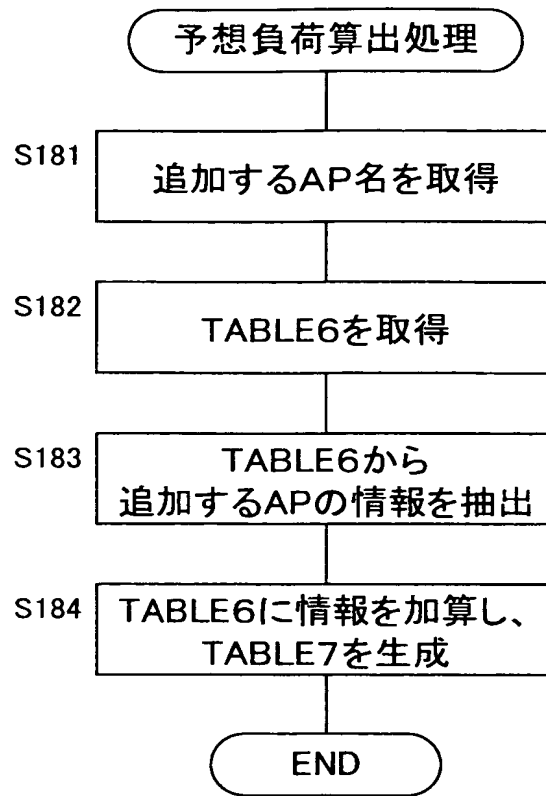 予想負荷算出処理
S181
追加するAP名を取得
S182
TABLE6を取得
S183
TABLE6から
追加するAPの情報を抽出
S184
TABLE6に情報を加算し、
TABLE7を生成
END